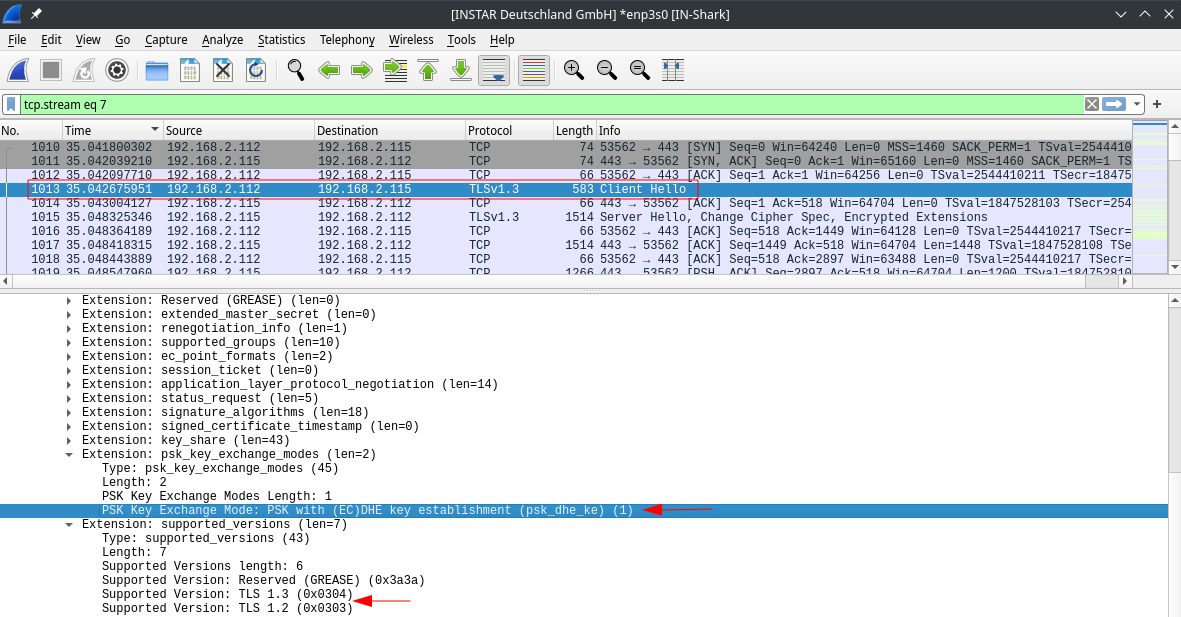 [INSTAR Deutschland GmbH] *enp3s0 [IN-Shark]
File Edit View Go Capture Analyze Statistics Telephony Wireless Tools Help
tcp.stream eq 7
No. Time Source Destination Protocol Length Info
1010 35.041800302 192.168.2.112 192.168.2.115 TCP 74 53562 → 443 [SYN] Seq=0 Win=64240 Len=0 MSS=1460 SACK_PERM=1 TSval=2544410
1011 35.042039210 192.168.2.115 192.168.2.112 TCP 74 443 → 53562 [SYN, ACK] Seq=0 Ack=1 Win=65160 Len=0 MSS=1460 SACK_PERM=1 TS
1012 35.042097710 192.168.2.112 192.168.2.115 TCP 66 53562 → 443 [ACK] Seq=1 Ack=1 Win=64256 Len=0 TSval=2544410211 TSecr=18475
1013 35.042675951 192.168.2.112 192.168.2.115 TLSv1.3 583 Client Hello
1014 35.043004127 192.168.2.115 192.168.2.112 TCP 66 443 → 53562 [ACK] Seq=1 Ack=518 Win=64704 Len=0 TSval=1847528103 TSecr=254
1015 35.048325346 192.168.2.115 192.168.2.112 TLSv1.3 1514 Server Hello, Change Cipher Spec, Encrypted Extensions
1016 35.048364189 192.168.2.112 192.168.2.115 TCP 66 53562 → 443 [ACK] Seq=518 Ack=1449 Win=64128 Len=0 TSval=2544410217 TSecr=
1017 35.048418315 192.168.2.115 192.168.2.112 TCP 1514 443 → 53562 [ACK] Seq=1449 Ack=518 Win=64704 Len=1448 TSval=1847528108 TSe
1018 35.048443889 192.168.2.112 192.168.2.115 TCP 66 53562 → 443 [ACK] Seq=518 Ack=2897 Win=63488 Len=0 TSval=2544410217 TSecr=
1019 35.048547960 192.168.2.115 192.168.2.112 TCP 1266 443 → 53562 [PSH, ACK] Seq=2897 Ack=518 Win=64704 Len=1200 TSval=184752810
Extension: Reserved (GREASE) (len=0)
Extension: extended_master_secret (len=0)
Extension: renegotiation_info (len=1)
Extension: supported_groups (len=10)
Extension: ec_point_formats (len=2)
Extension: session_ticket (len=0)
Extension: application_layer_protocol_negotiation (len=14)
Extension: status_request (len=5)
Extension: signature_algorithms (len=18)
Extension: signed_certificate_timestamp (len=0)
Extension: key_share (len=43)
Extension: psk_key_exchange_modes (len=2)
Type: psk_key_exchange_modes (45)
Length: 2
PSK Key Exchange Modes Length: 1
PSK Key Exchange Mode: PSK with (EC)DHE key establishment (psk_dhe_ke) (1)
Extension: supported_versions (len=7)
Type: supported_versions (43)
Length: 7
Supported Versions length: 6
Supported Version: Reserved (GREASE) (0x3a3a)
Supported Version: TLS 1.3 (0x0304)
Supported Version: TLS 1.2 (0x0303)